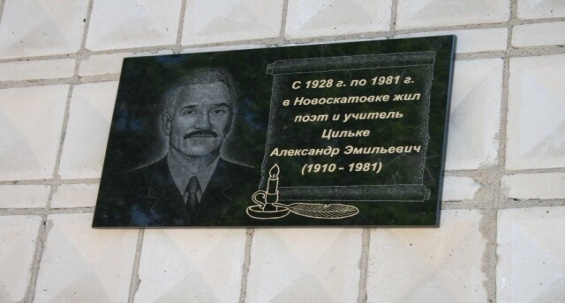 С 1928 г. по 1981 г.
в Новоскатовке жил
поэт и учитель
Цильке
Александр Эмильевич
(1910 - 1981)